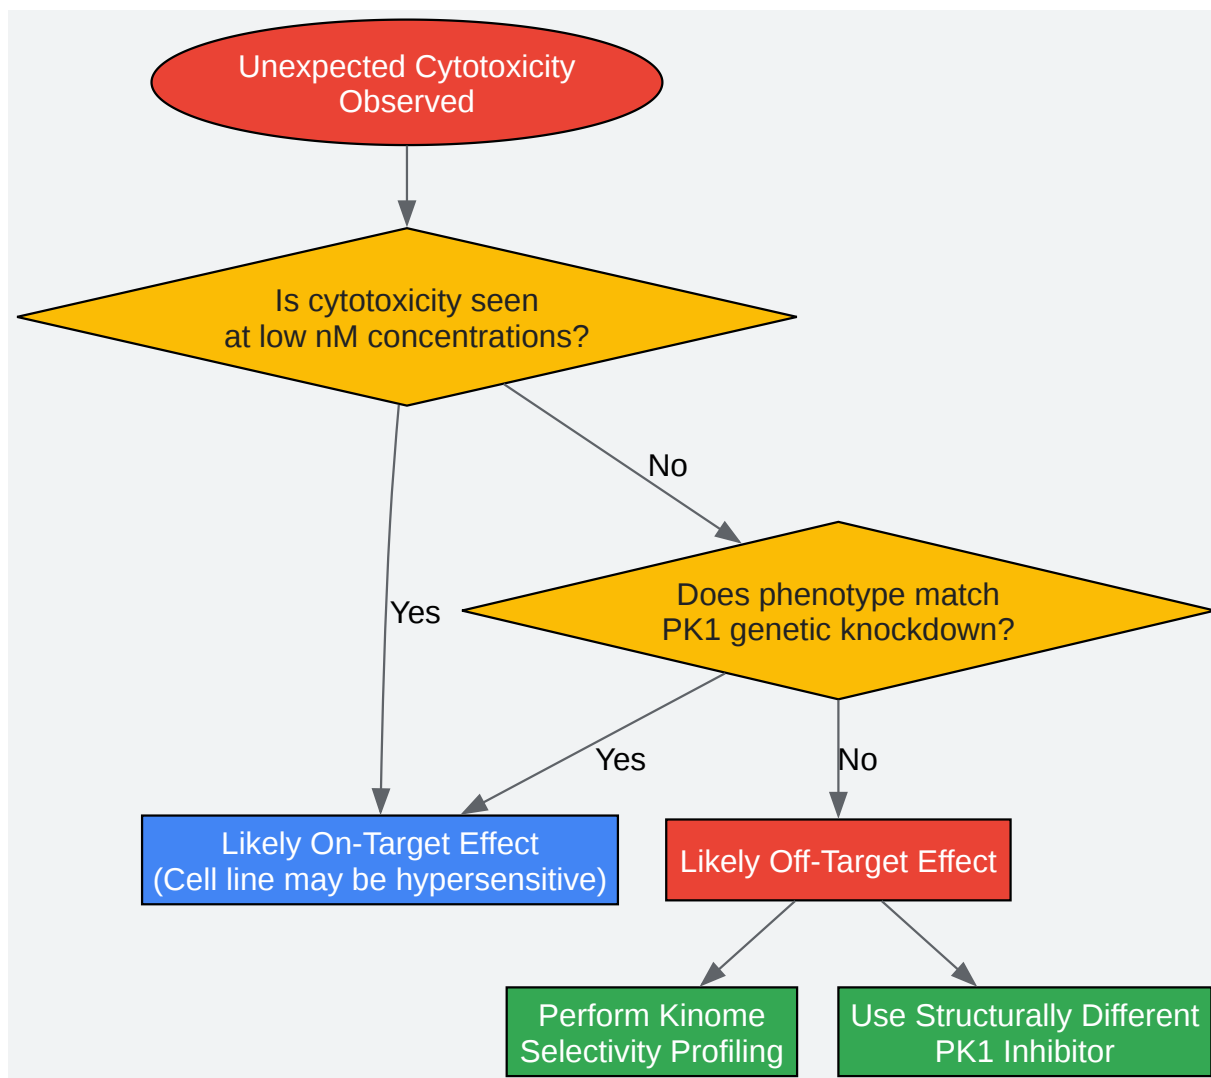 Unexpected Cytotoxicity
Observed
Is cytotoxicity seen
at low nM concentrations?
No
Does phenotype match
PK1 genetic knockdown?
Yes
Yes
No
Likely On-Target Effect
(Cell line may be hypersensitive)
Likely Off-Target Effect
Perform Kinome
Selectivity Profiling
Use Structurally Different
PK1 Inhibitor